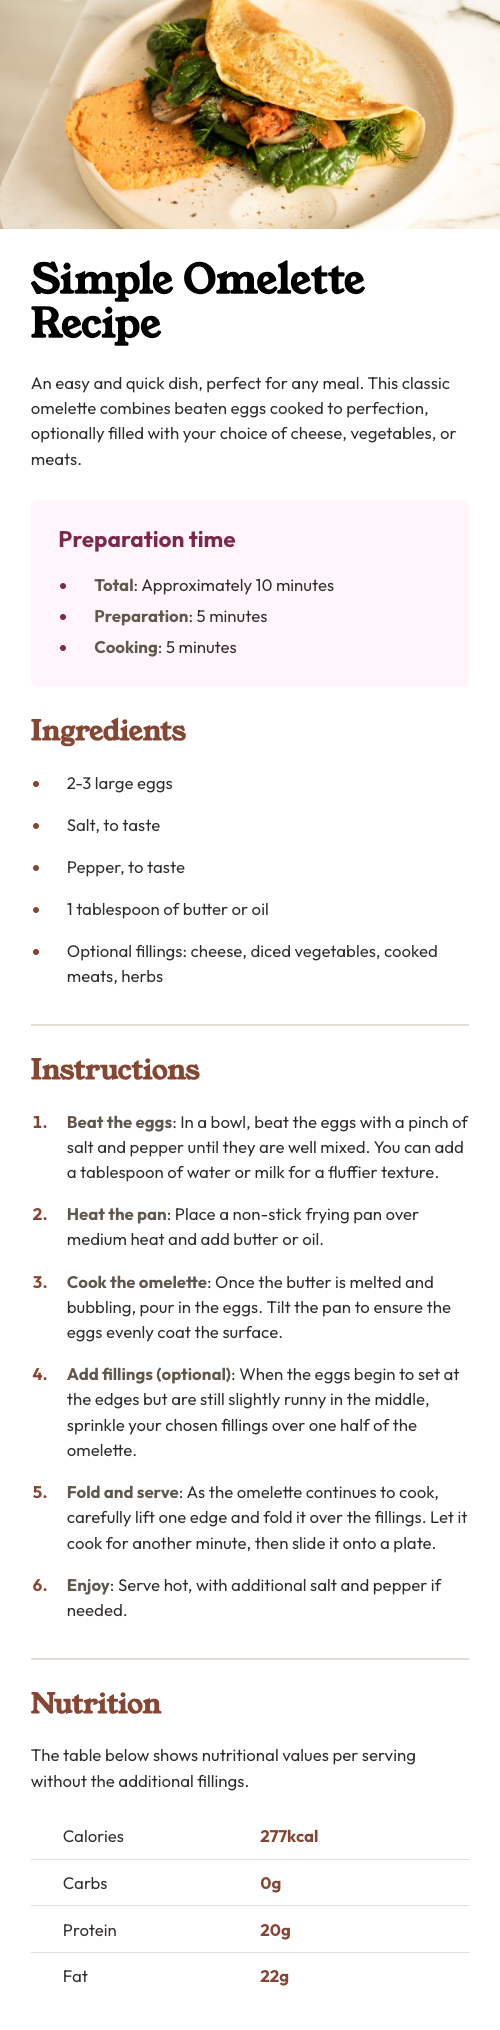 Simple Omelette
Recipe
An easy and quick dish, perfect for any meal. This classic
omelette combines beaten eggs cooked to perfection,
optionally filled with your choice of cheese, vegetables, or
meats.
Preparation time
• Total: Approximately 10 minutes
• Preparation: 5 minutes
• Cooking: 5 minutes
Ingredients
• 2-3 large eggs
• Salt, to taste
• Pepper, to taste
• 1 tablespoon of butter or oil
• Optional fillings: cheese, diced vegetables, cooked
meats, herbs
Instructions
1. Beat the eggs: In a bowl, beat the eggs with a pinch of
salt and pepper until they are well mixed. You can add
a tablespoon of water or milk for a fluffier texture.
2. Heat the pan: Place a non-stick frying pan over
medium heat and add butter or oil.
3. Cook the omelette: Once the butter is melted and
bubbling, pour in the eggs. Tilt the pan to ensure the
eggs evenly coat the surface.
4. Add fillings (optional): When the eggs begin to set at
the edges but are still slightly runny in the middle,
sprinkle your chosen fillings over one half of the
omelette.
5. Fold and serve: As the omelette continues to cook,
carefully lift one edge and fold it over the fillings. Let it
cook for another minute, then slide it onto a plate.
6. Enjoy: Serve hot, with additional salt and pepper if
needed.
Nutrition
The table below shows nutritional values per serving
without the additional fillings.
Calories 277kcal
Carbs 0g
Protein 20g
Fat 22g